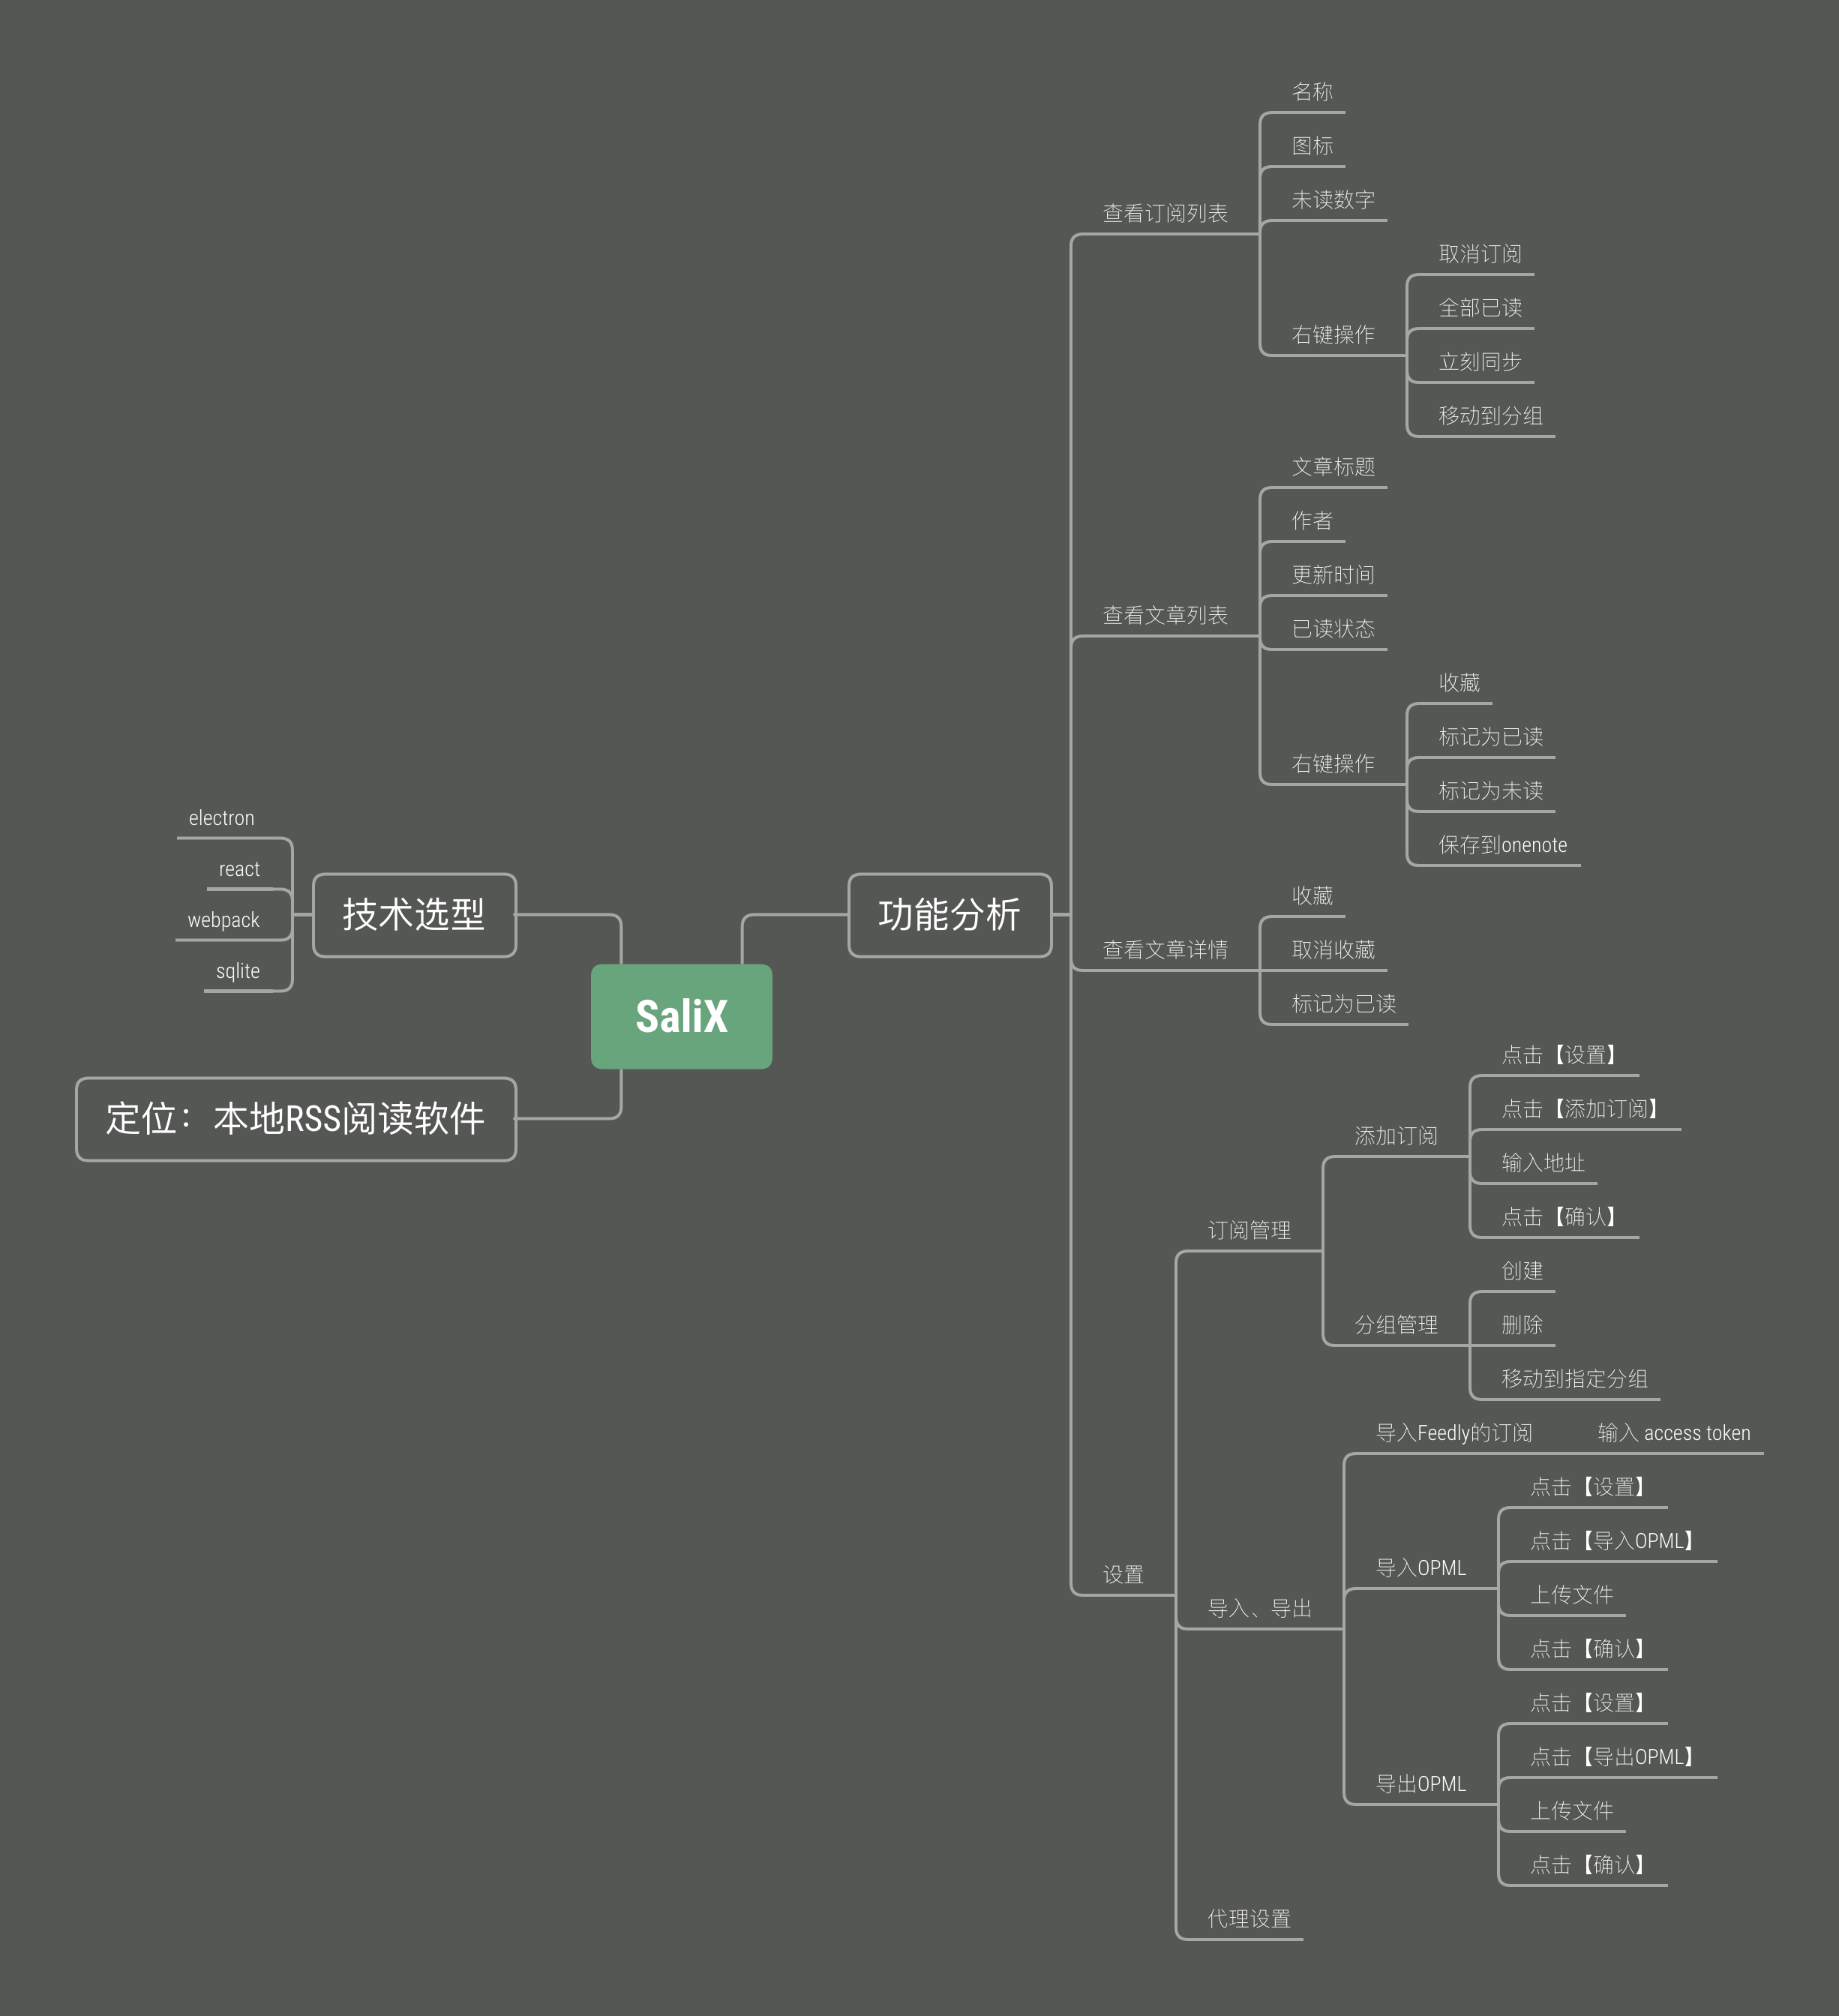 SaliX
技术选型
electron
react
webpack
sqlite
定位：本地RSS阅读软件
功能分析
查看订阅列表
名称
图标
未读数字
右键操作
取消订阅
全部已读
立刻同步
移动到分组
查看文章列表
文章标题
作者
更新时间
已读状态
右键操作
收藏
标记为已读
标记为未读
保存到onenote
查看文章详情
收藏
取消收藏
标记为已读
设置
订阅管理
添加订阅
点击【设置】
点击【添加订阅】
输入地址
点击【确认】
分组管理
创建
删除
移动到指定分组
导入、导出
导入Feedly的订阅
输入 access token
导入OPML
点击【设置】
点击【导入OPML】
上传文件
点击【确认】
导出OPML
点击【设置】
点击【导出OPML】
上传文件
点击【确认】
代理设置